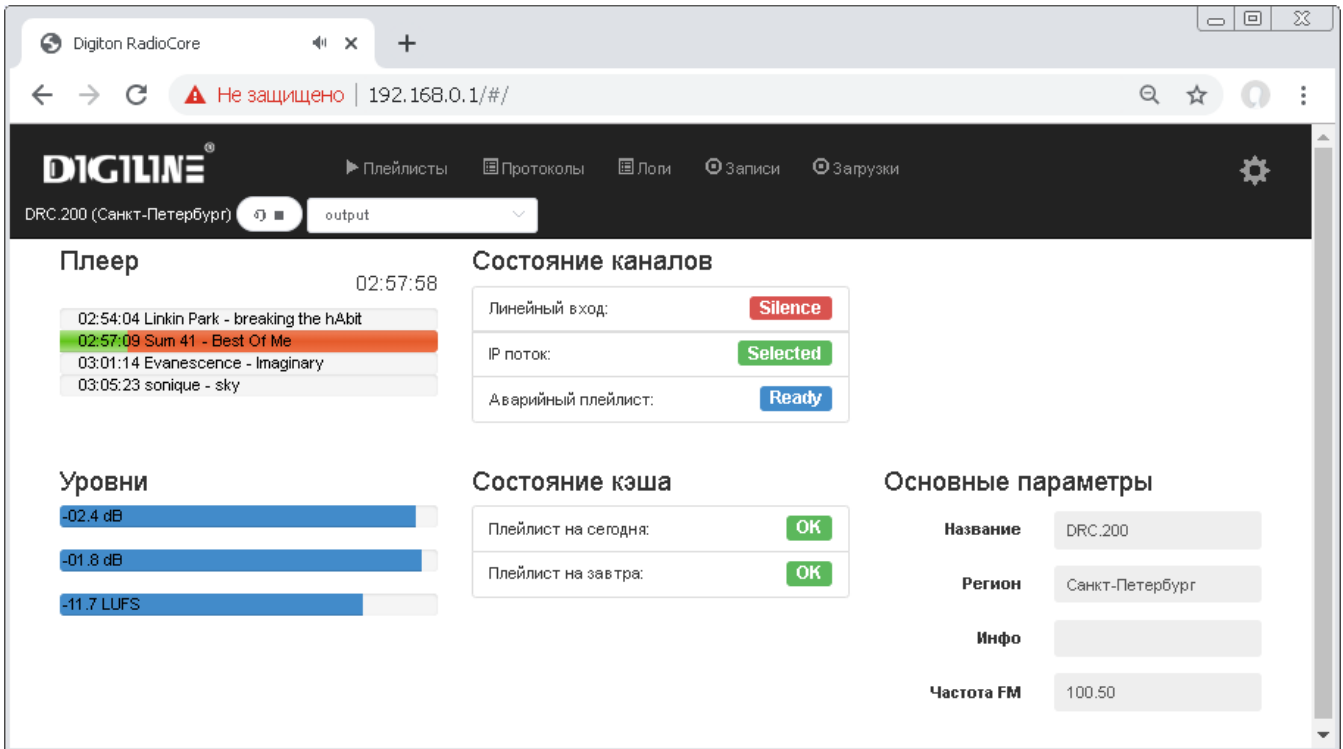 Digiton RadioCore
Не защищено | 192.168.0.1/#/
DIGILINE®
Плейлисты Протоколы Логи Записи Загрузки
DRC.200 (Санкт-Петербург) output
Плеер
02:57:58
02:54:04 Linkin Park - breaking the hAbit
02:57:09 Sum 41 - Best Of Me
03:01:14 Evanescence - Imaginary
03:05:23 sonique - sky
Состояние каналов
Линейный вход: Silence
IP поток: Selected
Аварийный плейлист: Ready
Уровни
-02.4 dB
-01.8 dB
-11.7 LUFS
Состояние кэша
Плейлист на сегодня: OK
Плейлист на завтра: OK
Основные параметры
Название DRC.200
Регион Санкт-Петербург
Инфо
Частота FM 100.50